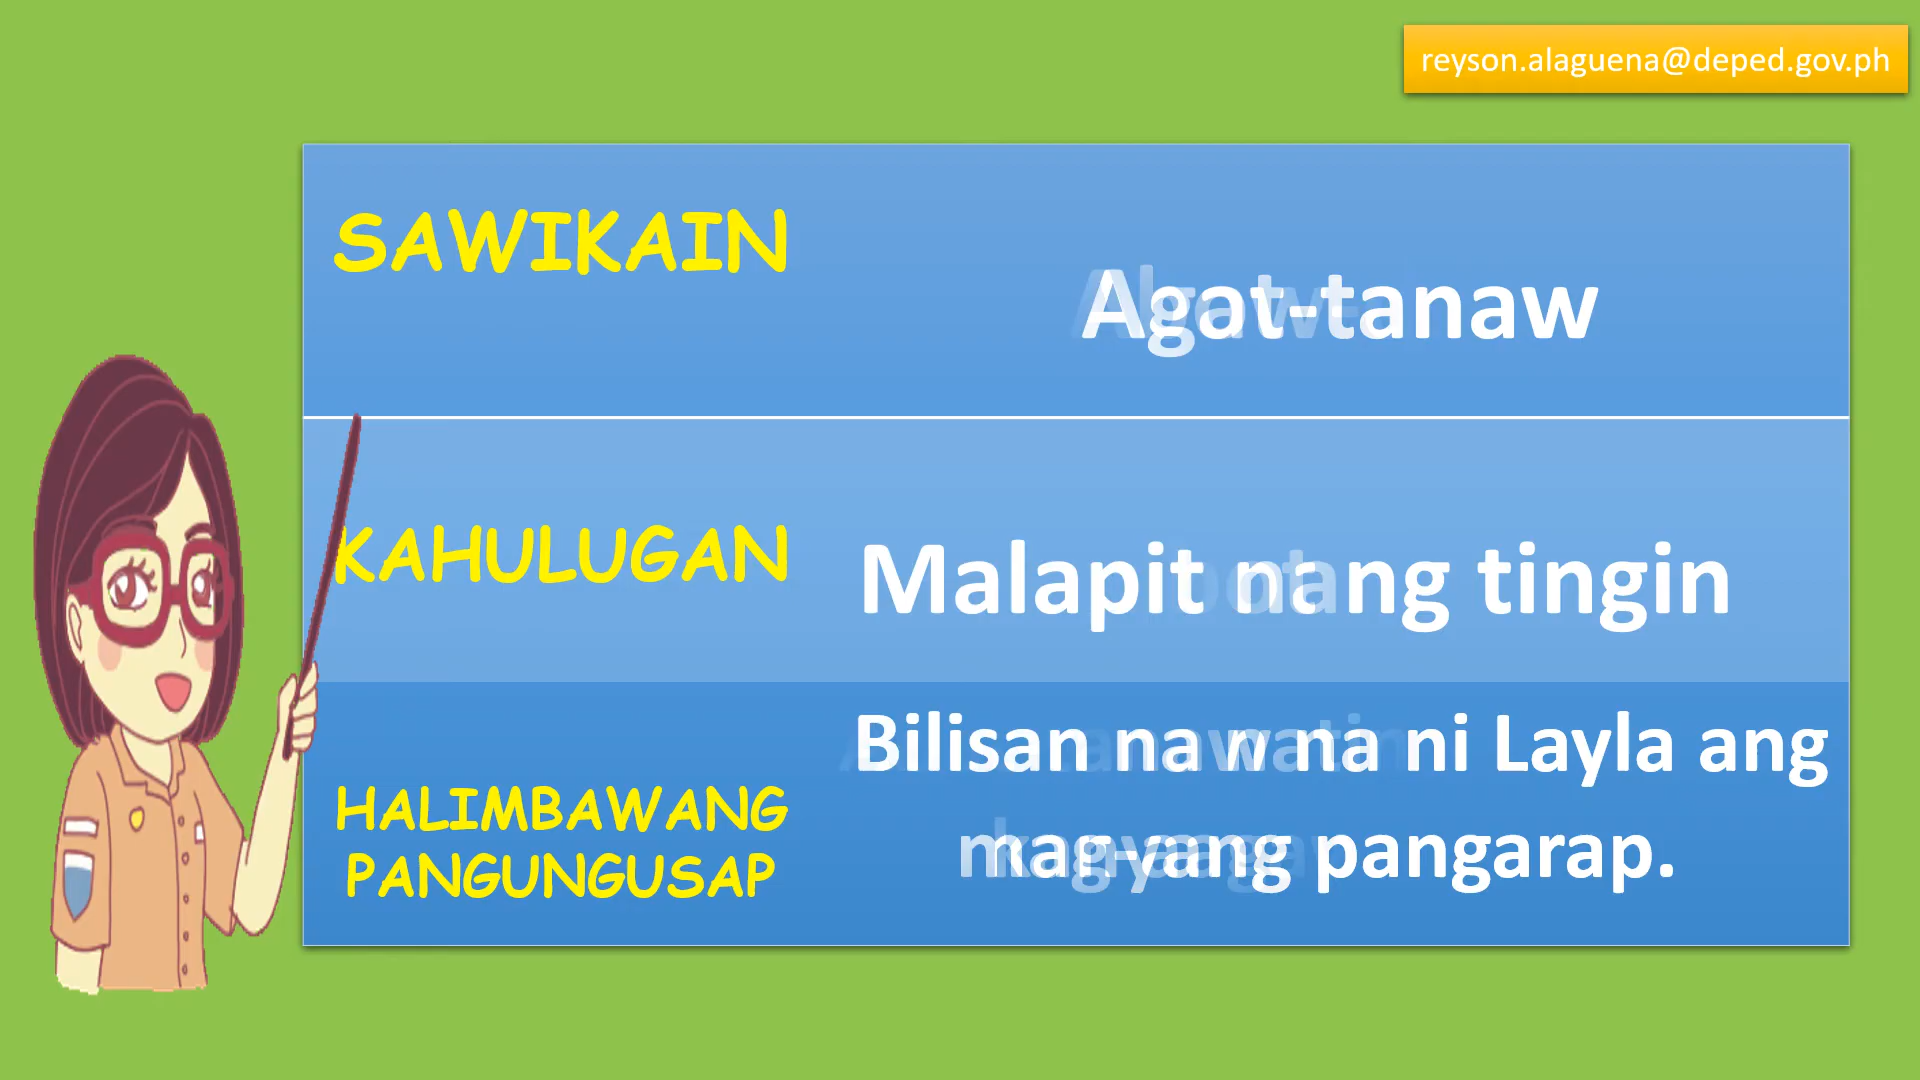 reyson.alaguena@deped.gov.ph
SAWIKAIN
Agat-tanaw
KAHULUGAN
Malapit nang tingin
Bilisan na ni Layla ang
HALIMBAWANG
pangarap.
PANGUNGUSAP